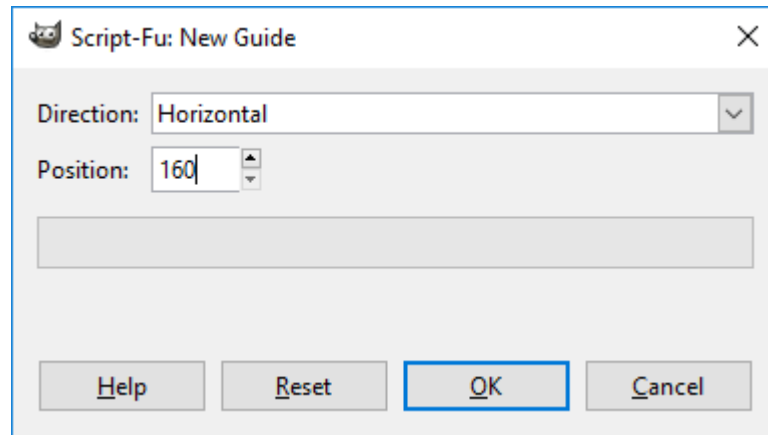 Script-Fu: New Guide
Direction: Horizontal
Position: 160
Help Reset OK Cancel